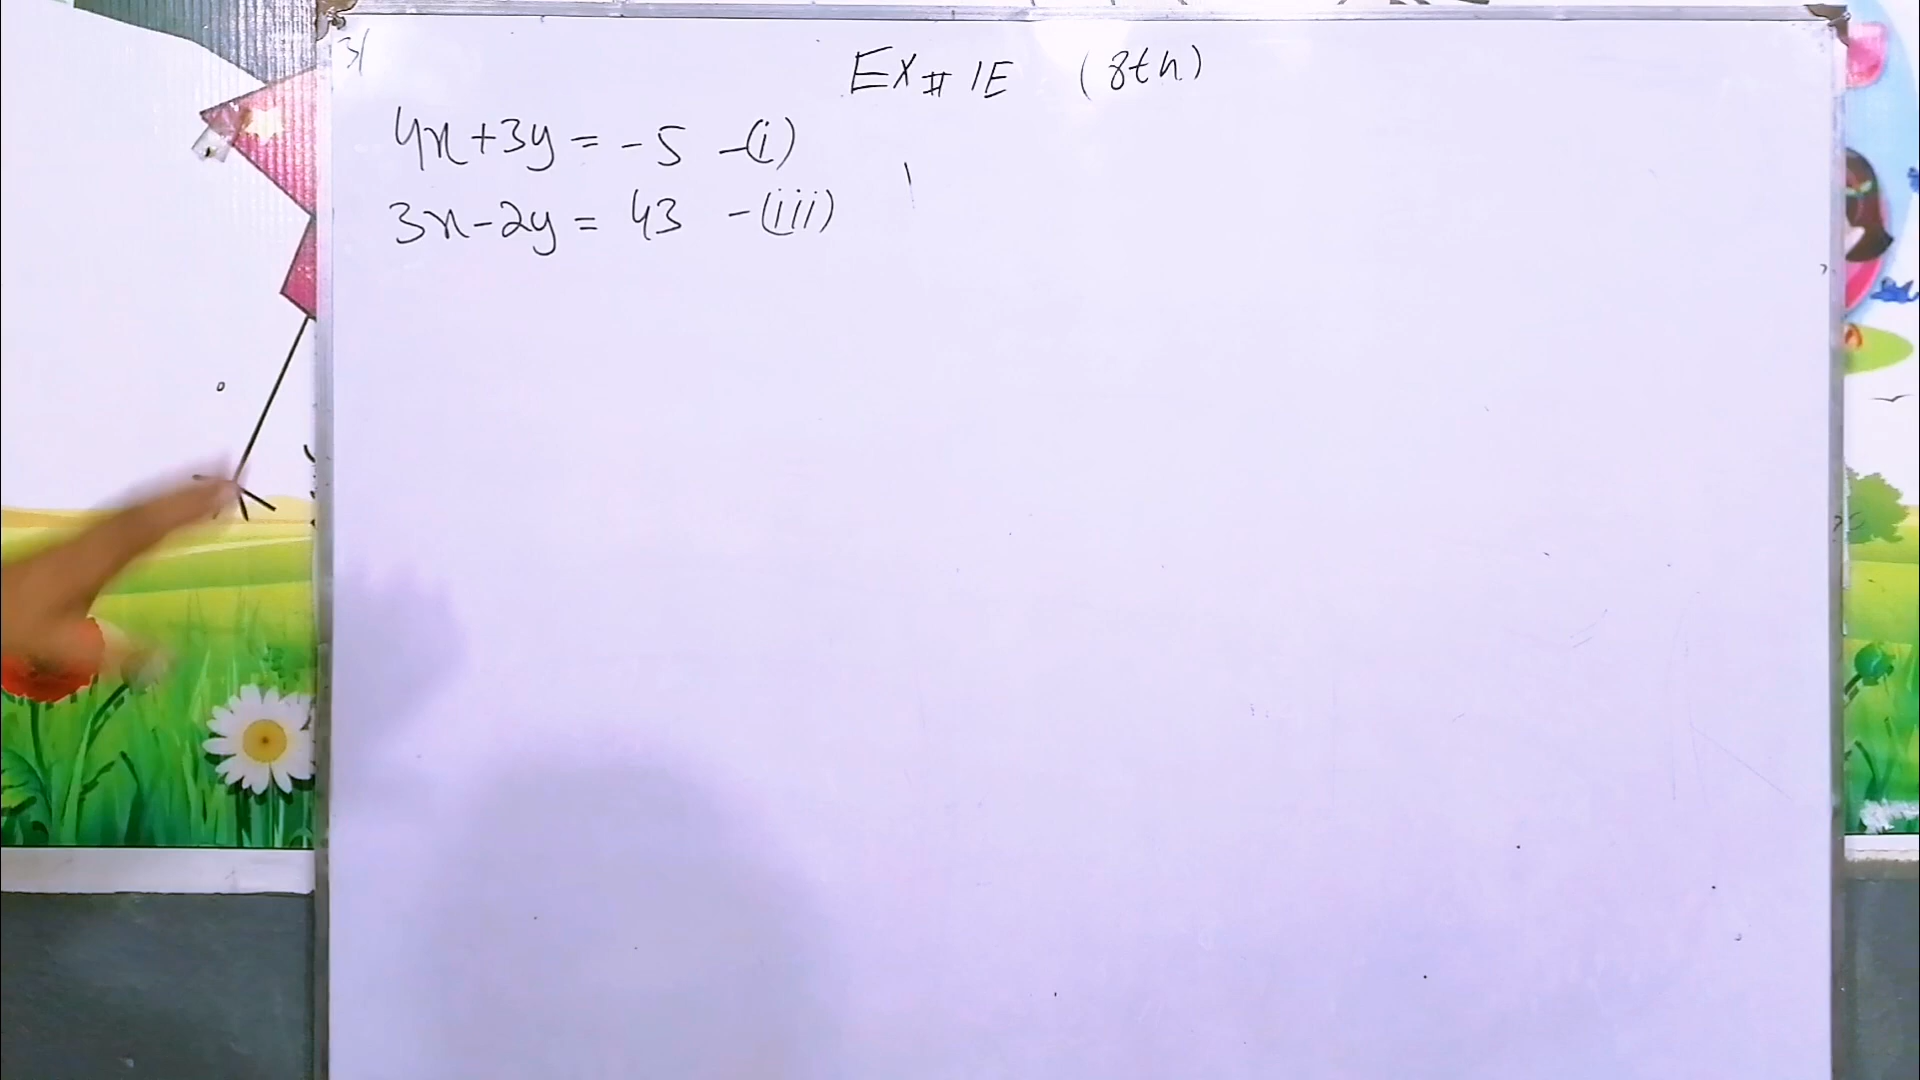 3/
EX # 1E (8th)
4x + 3y = -5 -(i)
3x - 2y = 43 -(iii)